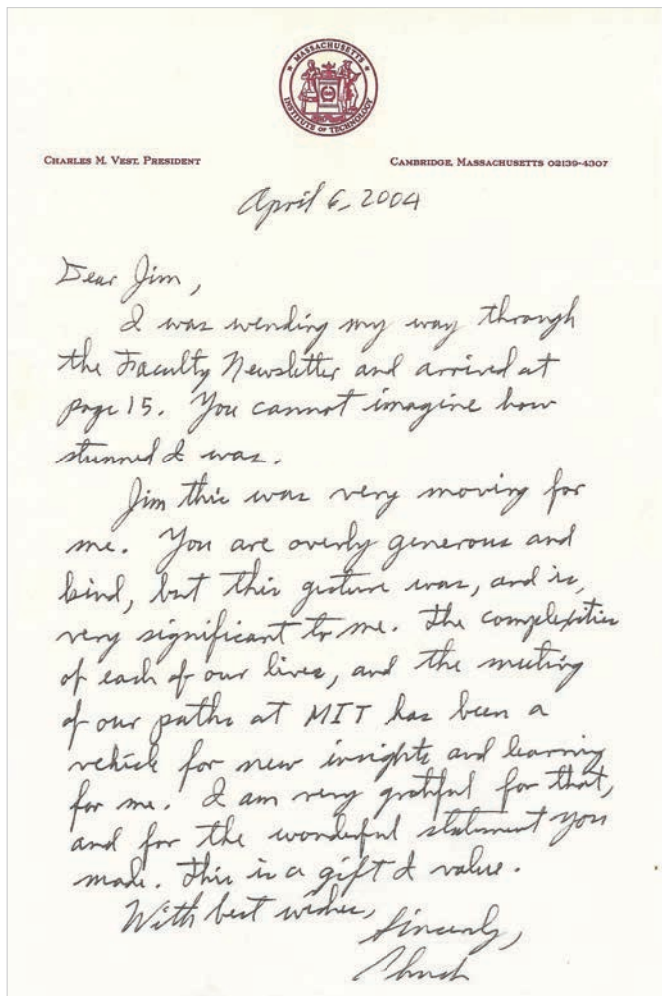 MASSACHUSETTS
INSTITUTE OF TECHNOLOGY
CHARLES M. VEST, PRESIDENT
CAMBRIDGE, MASSACHUSETTS 02139-4307
April 6, 2004
Dear Jim,
I was wending my way through
the Faculty Newsletter and arrived at
page 15. You cannot imagine how
stunned I was.
Jim this was very moving for
me. You are overly generous and
kind, but this gesture was, and is,
very significant to me. The complexities
of each of our lives, and the meeting
of our paths at MIT has been a
vehicle for new insights and learning
for me. I am very grateful for that,
and for the wonderful statement you
made. This is a gift I value.
With best wishes,
Sincerely,
Chuck